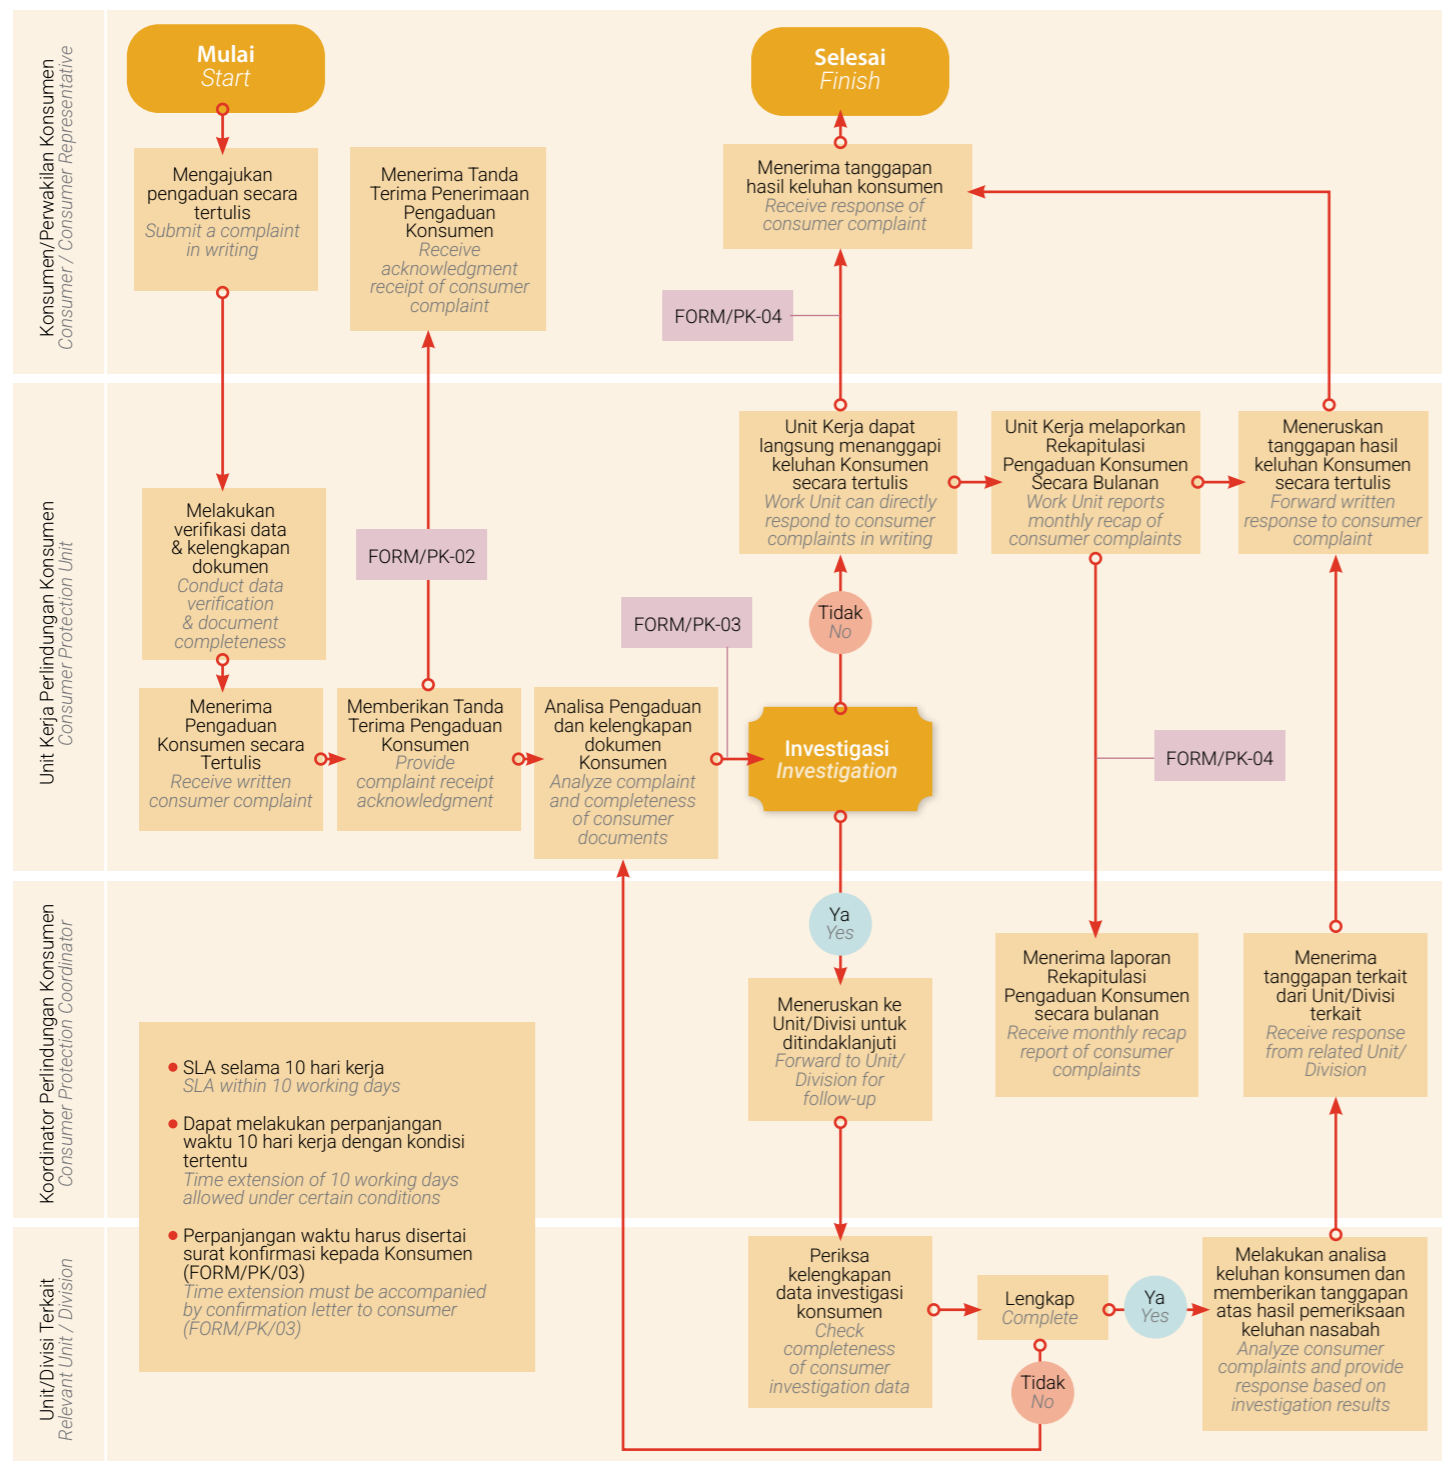 Konsumen/Perwakilan Konsumen
Consumer / Consumer Representative
Mulai
Start
Mengajukan
pengaduan secara
tertulis
Submit a complaint
in writing
Menerima Tanda
Terima Penerimaan
Pengaduan
Konsumen
Receive
acknowledgment
receipt of consumer
complaint
Selesai
Finish
Menerima tanggapan
hasil keluhan konsumen
Receive response of
consumer complaint
FORM/PK-04
Unit Kerja Perlindungan Konsumen
Consumer Protection Unit
Melakukan
verifikasi data
& kelengkapan
dokumen
Conduct data
verification
& document
completeness
FORM/PK-02
Menerima
Pengaduan
Konsumen secara
Tertulis
Receive written
consumer complaint
Memberikan Tanda
Terima Pengaduan
Konsumen
Provide
complaint receipt
acknowledgment
Analisa Pengaduan
dan kelengkapan
dokumen
Konsumen
Analyze complaint
and completeness
of consumer
documents
FORM/PK-03
Investigasi
Investigation
Tidak
No
Unit Kerja dapat
langsung menanggapi
keluhan Konsumen
secara tertulis
Work Unit can directly
respond to consumer
complaints in writing
Unit Kerja melaporkan
Rekapitulasi
Pengaduan Konsumen
Secara Bulanan
Work Unit reports
monthly recap of
consumer complaints
Meneruskan
tanggapan hasil
keluhan Konsumen
secara tertulis
Forward written
response to consumer
complaint
FORM/PK-04
Koordinator Perlindungan Konsumen
Consumer Protection Coordinator
Ya
Yes
Meneruskan ke
Unit/Divisi untuk
ditindaklanjuti
Forward to Unit/
Division for
follow-up
Menerima laporan
Rekapitulasi
Pengaduan Konsumen
secara bulanan
Receive monthly recap
report of consumer
complaints
Menerima
tanggapan terkait
dari Unit/Divisi
terkait
Receive response
from related Unit/
Division
SLA selama 10 hari kerja
SLA within 10 working days
Dapat melakukan perpanjangan
waktu 10 hari kerja dengan kondisi
tertentu
Time extension of 10 working days
allowed under certain conditions
Perpanjangan waktu harus disertai
surat konfirmasi kepada Konsumen
(FORM/PK/03)
Time extension must be accompanied
by confirmation letter to consumer
(FORM/PK/03)
Unit/Divisi Terkait
Relevant Unit / Division
Periksa
kelengkapan
data investigasi
konsumen
Check
completeness
of consumer
investigation data
Lengkap
Complete
Ya
Yes
Tidak
No
Melakukan analisa
keluhan konsumen dan
memberikan tanggapan
atas hasil pemeriksaan
keluhan nasabah
Analyze consumer
complaints and provide
response based on
investigation results